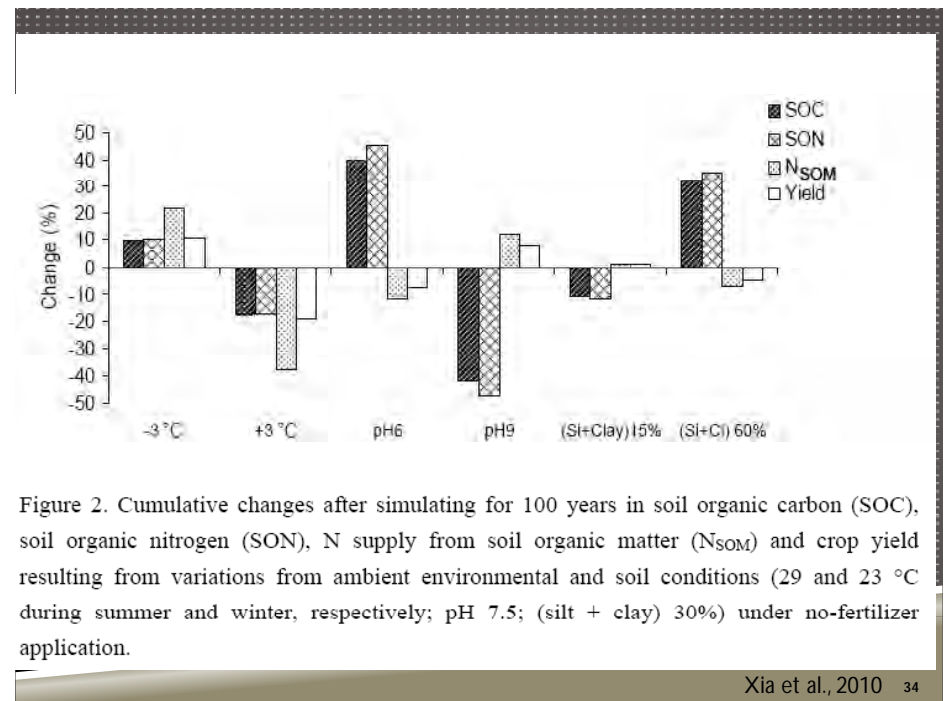 SOC
SON
NSOM
Yield
Change (%)
50
40
30
20
10
0
-10
-20
-30
-40
-50
-3 °C
+3 °C
pH6
pH9
(Si+Clay)15%
(Si+Cl) 60%
Figure 2. Cumulative changes after simulating for 100 years in soil organic carbon (SOC),
soil organic nitrogen (SON), N supply from soil organic matter (NSOM) and crop yield
resulting from variations from ambient environmental and soil conditions (29 and 23 °C
during summer and winter, respectively; pH 7.5; (silt + clay) 30%) under no-fertilizer
application.
Xia et al., 2010 34